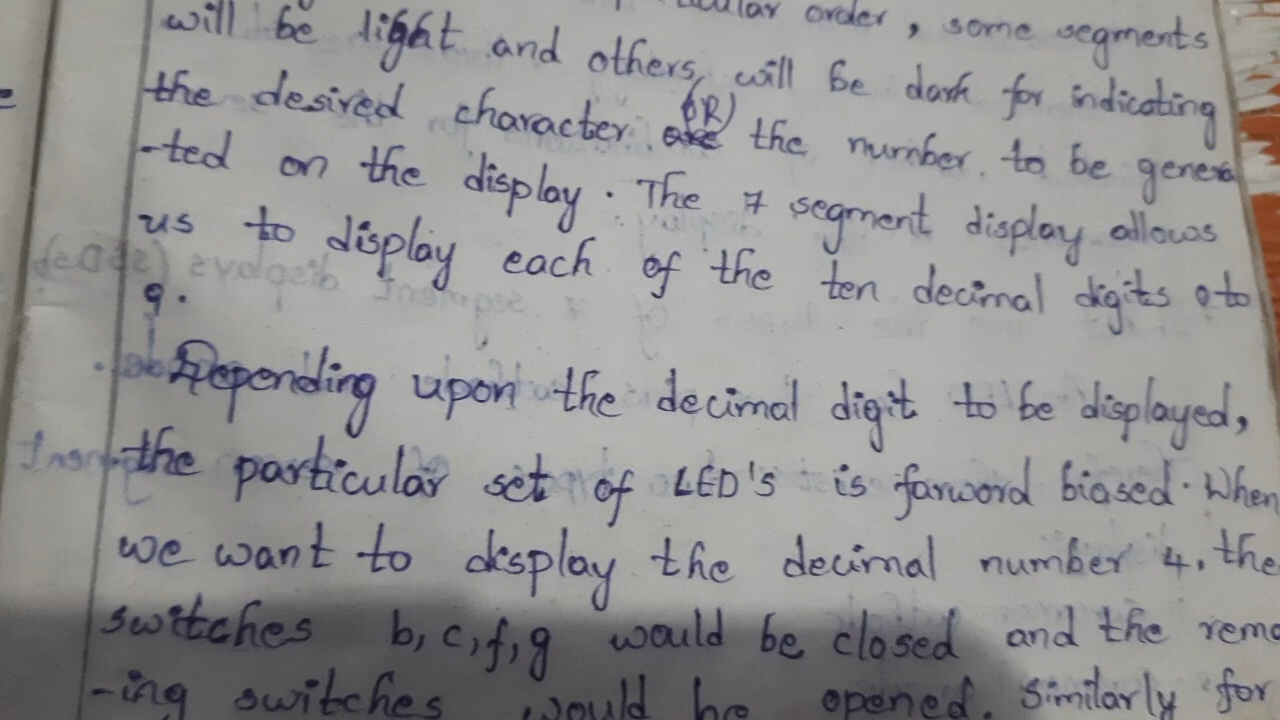 order, some segments
will be light and others, will be dark for indicating
the desired character (OR) the number. to be genera
-ted on the display. The 7 segment display allows
us to display each of the ten decimal digits 0 to
9.
Depending upon the decimal digit to be displayed,
the particular set of LED's is farword biased. When
we want to display the decimal number 4, the
switches b, c, f, g would be closed and the rema
-ing switches would be opened. Similarly for